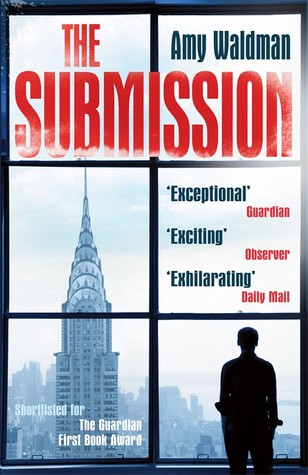 THE
SUBMISSION
Amy Waldman
‘Exceptional’
Guardian
‘Exciting’
Observer
‘Exhilarating’
Daily Mail
Shortlisted for
The Guardian
First Book Award